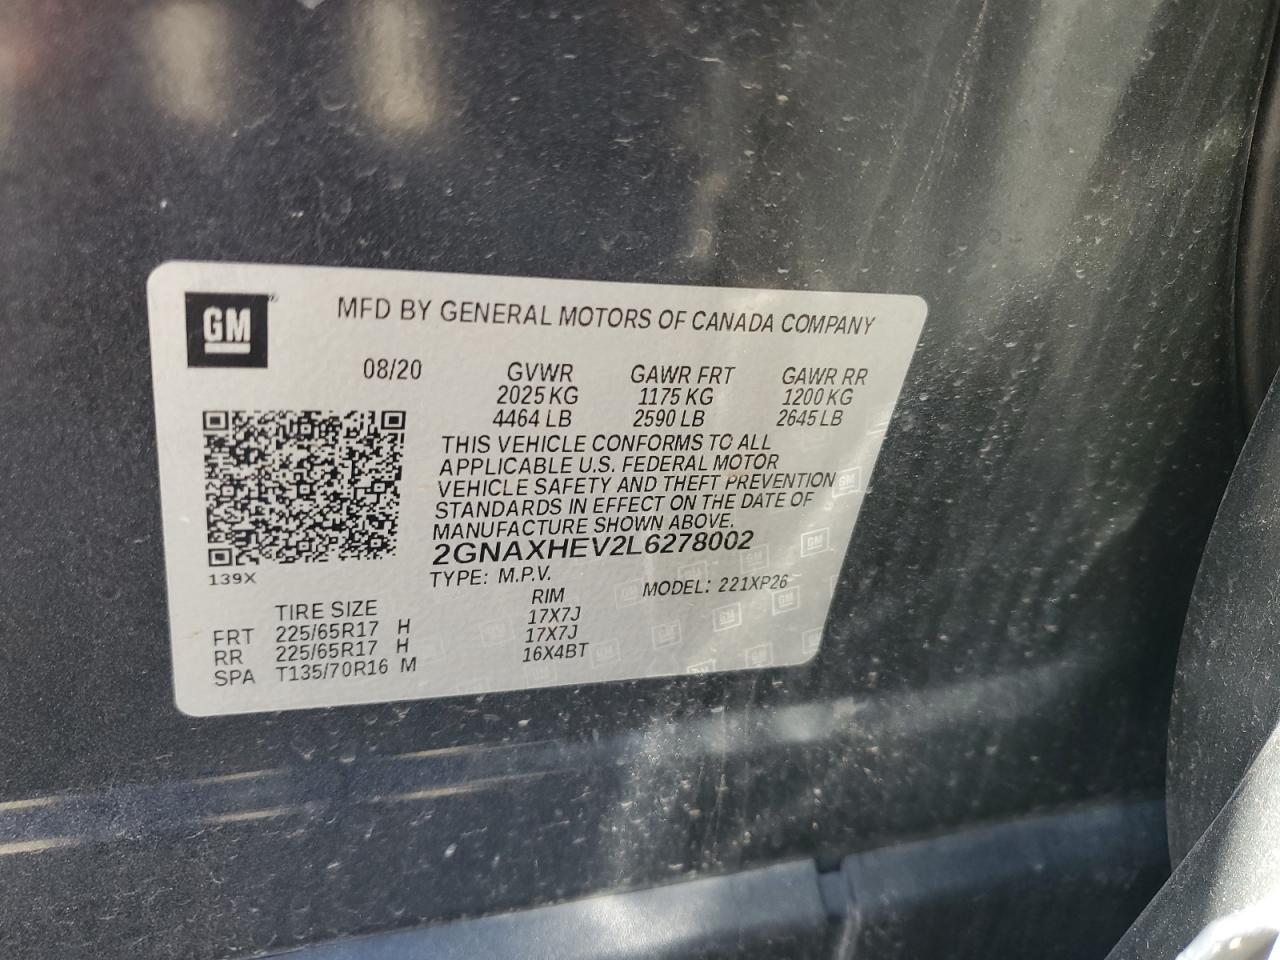 GM
MFD BY GENERAL MOTORS OF CANADA COMPANY
08/20 GVWR GAWR FRT GAWR RR
2025 KG 1175 KG 1200 KG
4464 LB 2590 LB 2645 LB
THIS VEHICLE CONFORMS TO ALL
APPLICABLE U.S. FEDERAL MOTOR
VEHICLE SAFETY AND THEFT PREVENTION
STANDARDS IN EFFECT ON THE DATE OF
MANUFACTURE SHOWN ABOVE.
2GNAXHEV2L6278002
139X
TYPE: M.P.V. MODEL: 221XP26
TIRE SIZE RIM
FRT 225/65R17 H 17X7J
RR 225/65R17 H 17X7J
SPA T135/70R16 M 16X4BT